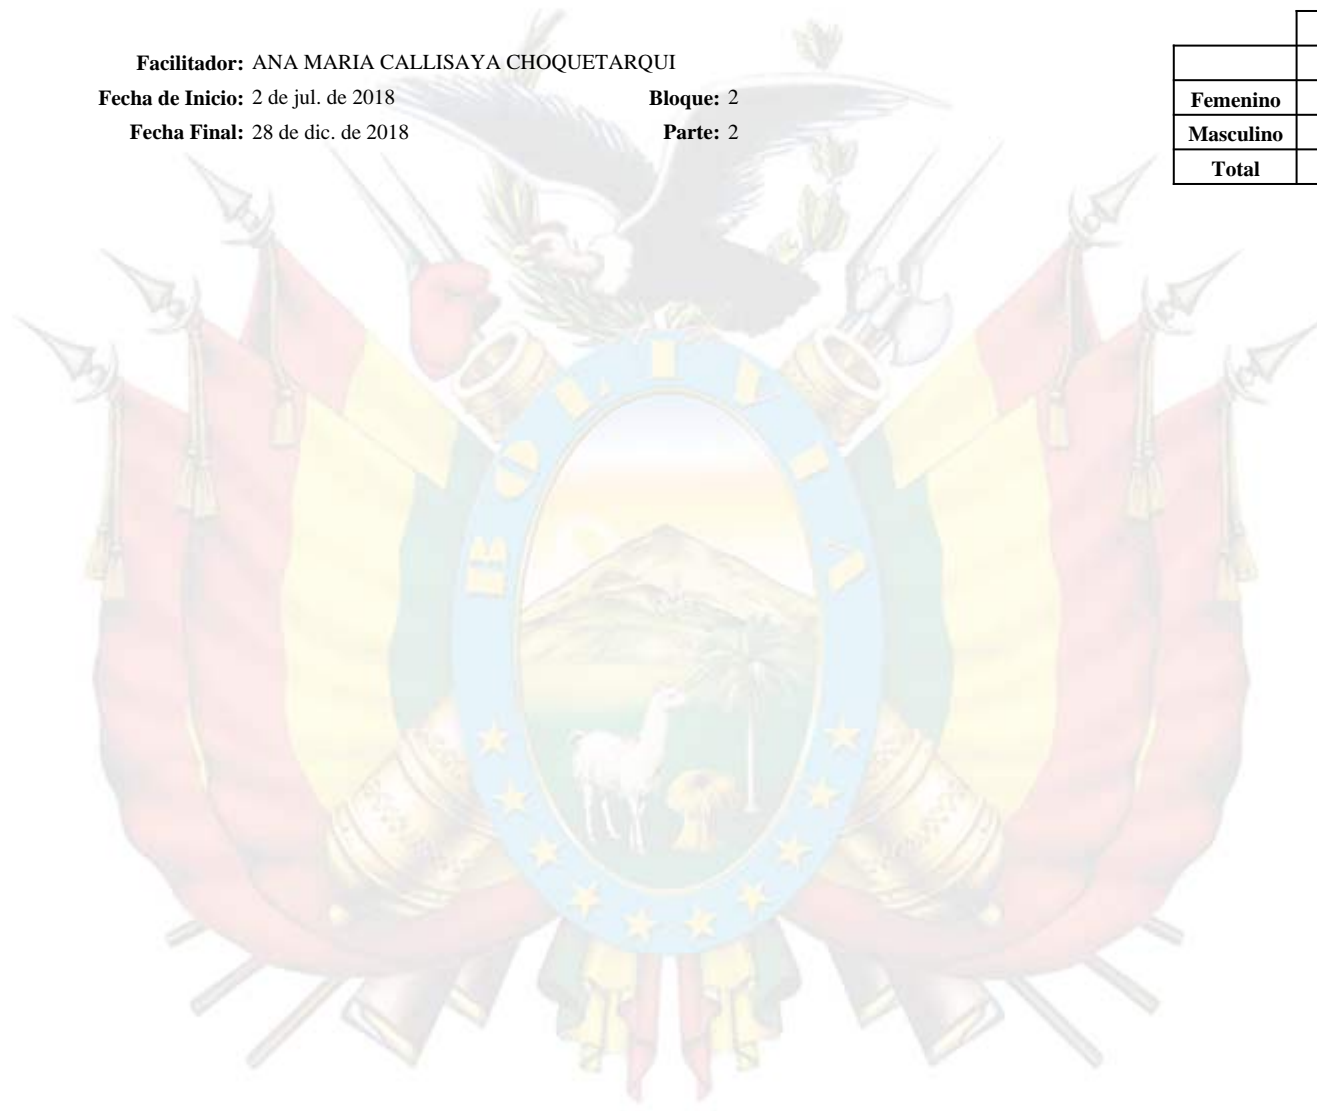 Facilitador: ANA MARIA CALLISAYA CHOQUETARQUI
Fecha de Inicio: 2 de jul. de 2018 Bloque: 2
Fecha Final: 28 de dic. de 2018 Parte: 2
Femenino
Masculino
Total
BOLIVIA